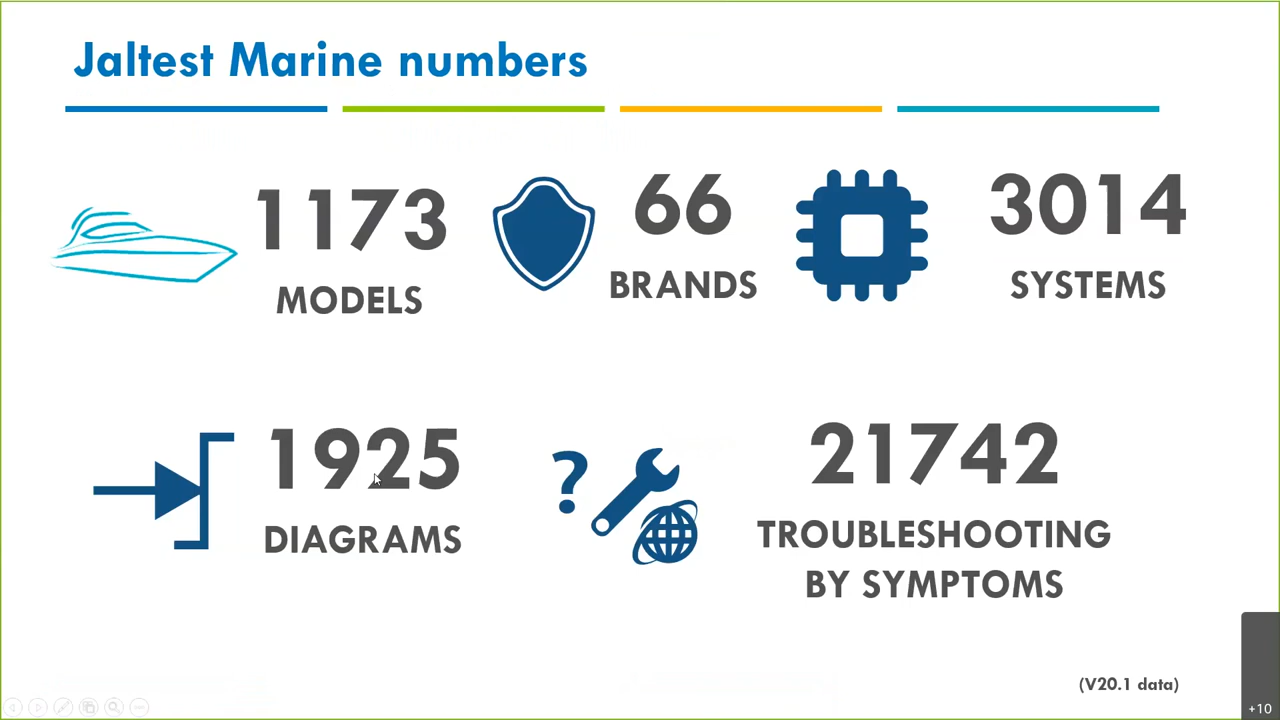 Jaltest Marine numbers
1173
MODELS
66
BRANDS
3014
SYSTEMS
1925
DIAGRAMS
?
21742
TROUBLESHOOTING
BY SYMPTOMS
(V20.1 data)
+10